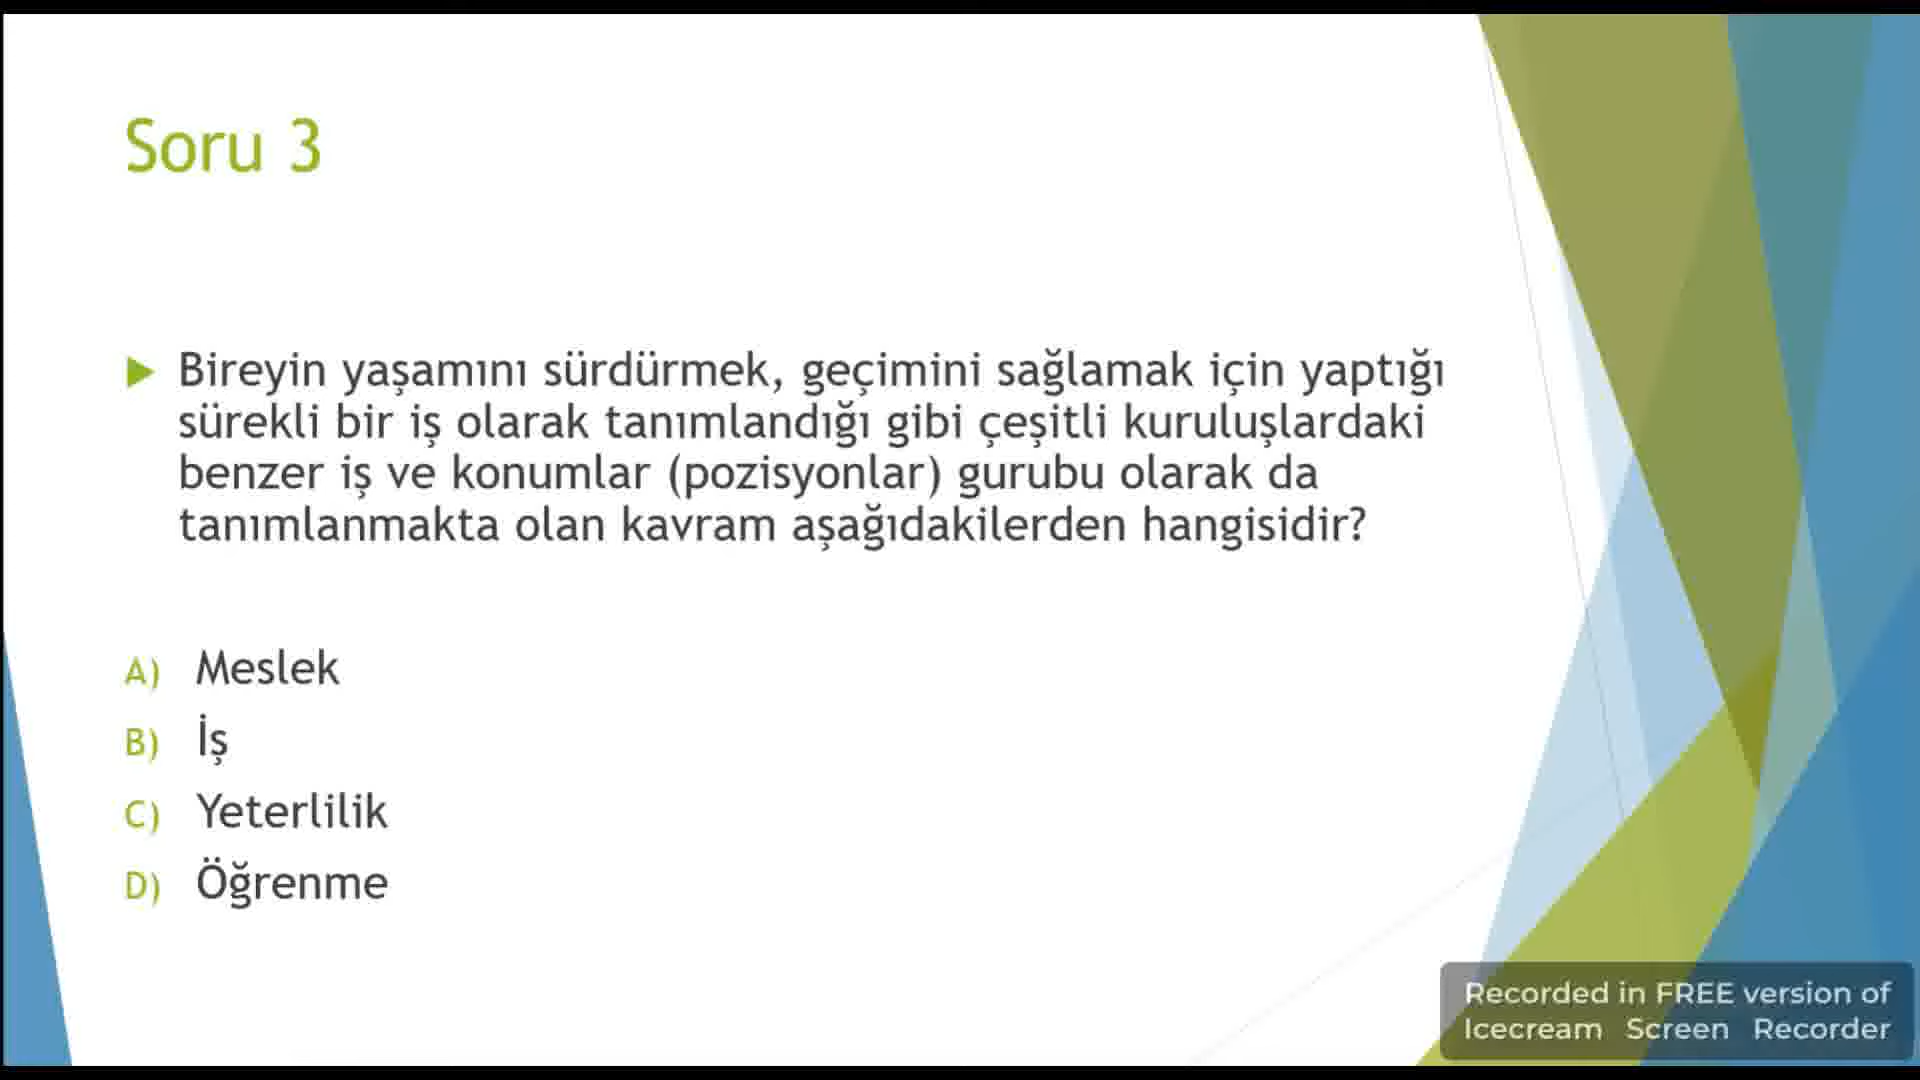 Soru 3
Bireyin yaşamını sürdürmek, geçimini sağlamak için yaptığı
sürekli bir iş olarak tanımlandığı gibi çeşitli kuruluşlardaki
benzer iş ve konumlar (pozisyonlar) gurubu olarak da
tanımlanmakta olan kavram aşağıdakilerden hangisidir?
A) Meslek
B) İş
C) Yeterlilik
D) Öğrenme
Recorded in FREE version of
Icecream Screen Recorder